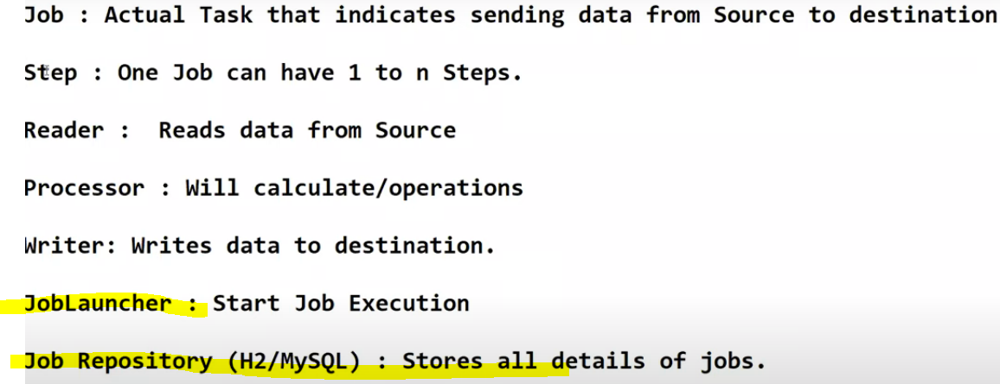 Job : Actual Task that indicates sending data from Source to destination
Step : One Job can have 1 to n Steps.
Reader :  Reads data from Source
Processor : Will calculate/operations
Writer: Writes data to destination.
JobLauncher : Start Job Execution
Job Repository (H2/MySQL) : Stores all details of jobs.